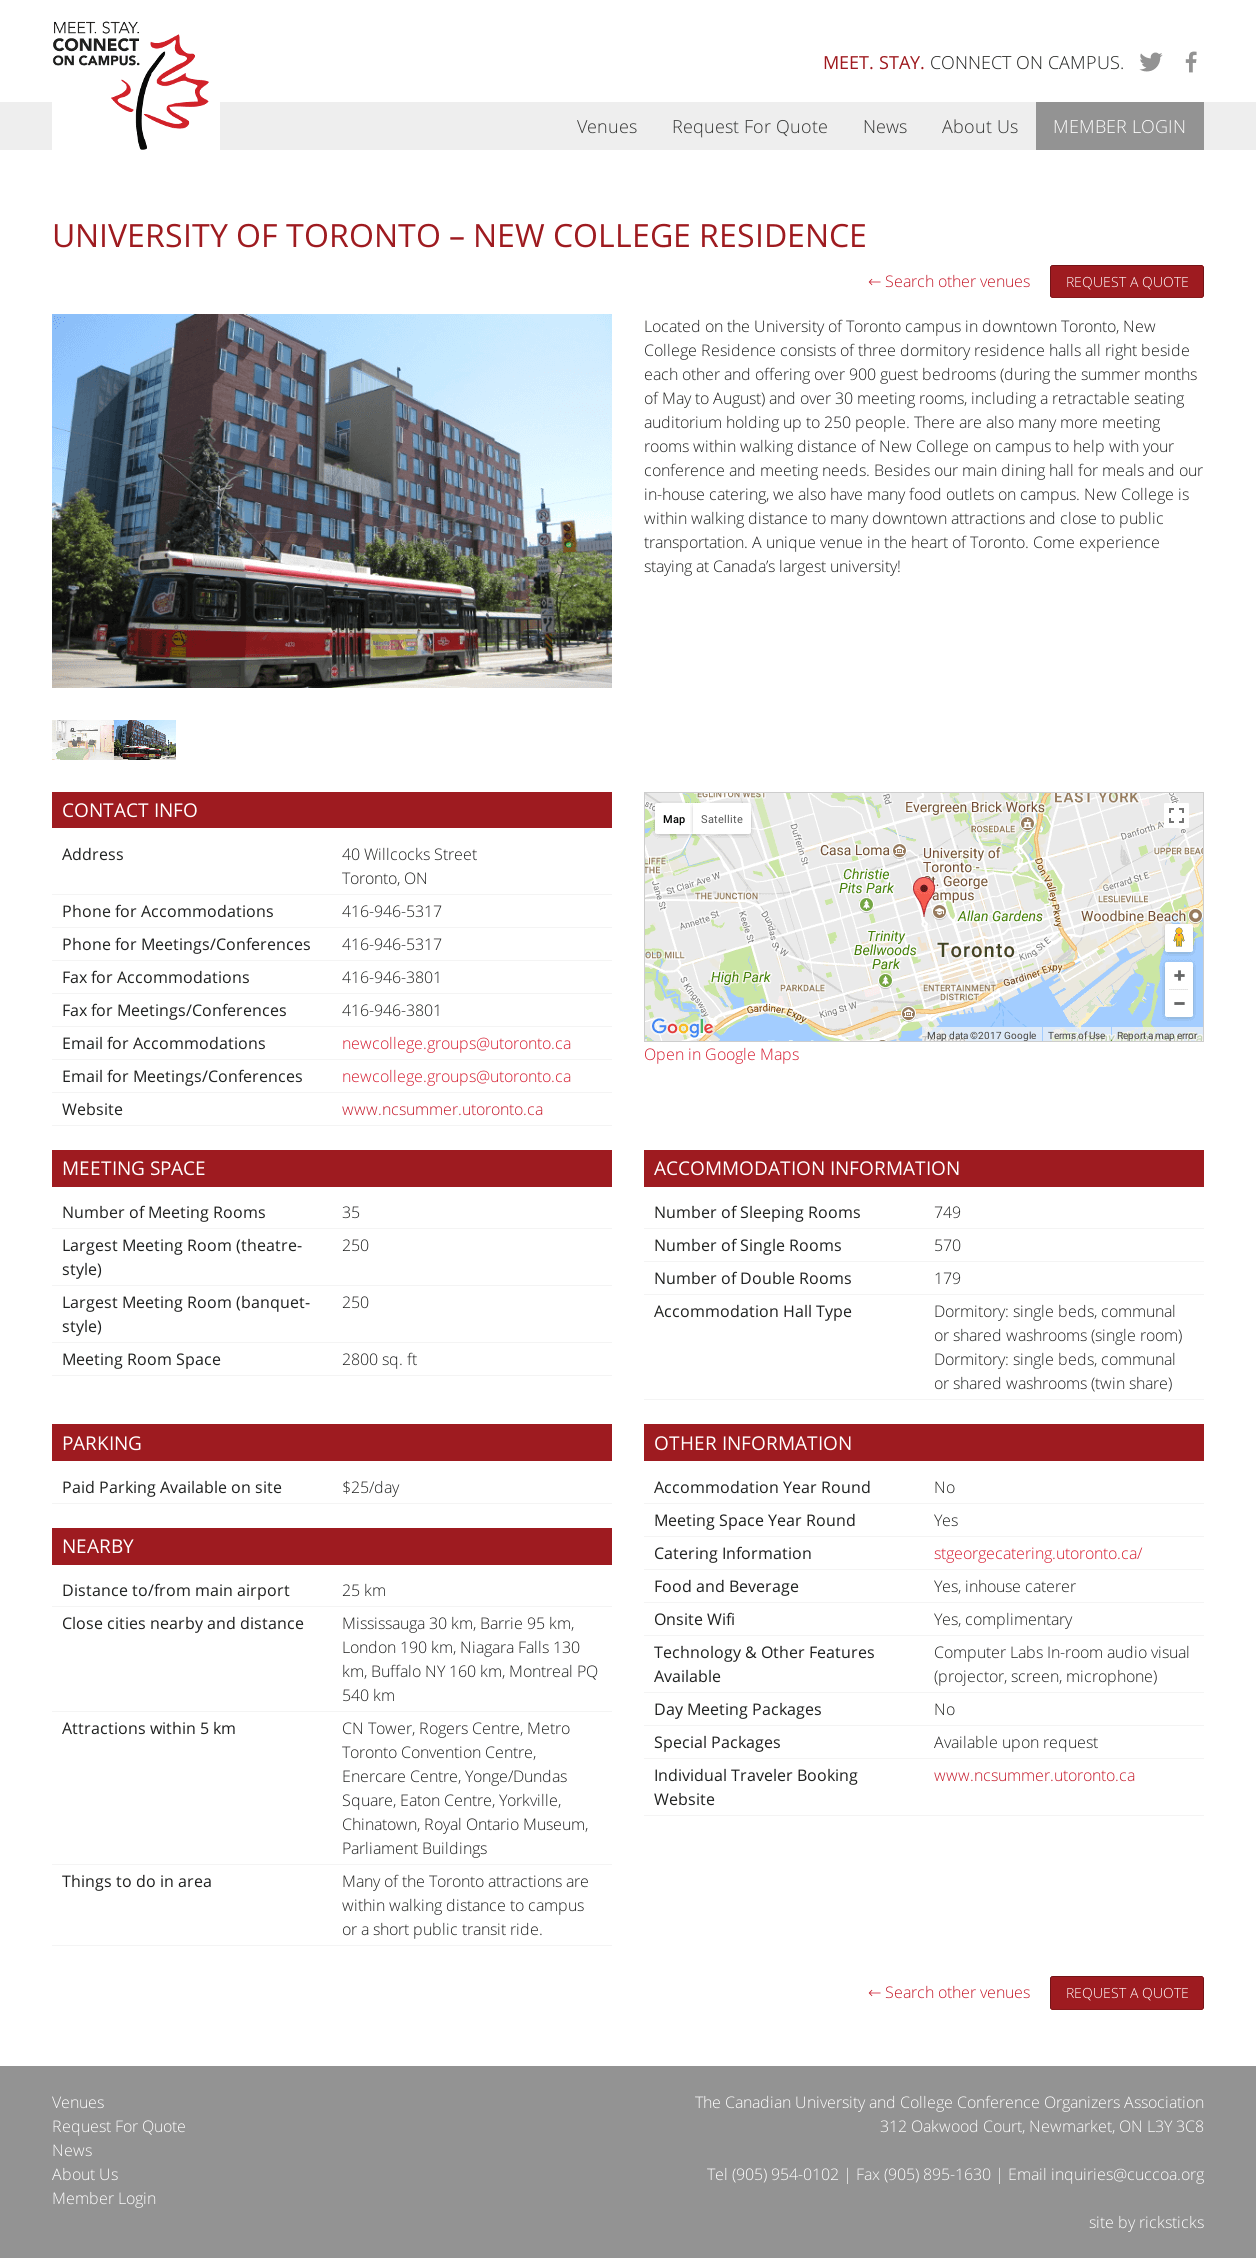 MEET. STAY.
CONNECT
ON CAMPUS.
MEET. STAY. CONNECT ON CAMPUS.
Venues
Request For Quote
News
About Us
MEMBER LOGIN
UNIVERSITY OF TORONTO – NEW COLLEGE RESIDENCE
← Search other venues
REQUEST A QUOTE
Located on the University of Toronto campus in downtown Toronto, New
College Residence consists of three dormitory residence halls all right beside
each other and offering over 900 guest bedrooms (during the summer months
of May to August) and over 30 meeting rooms, including a retractable seating
auditorium holding up to 250 people. There are also many more meeting
rooms within walking distance of New College on campus to help with your
conference and meeting needs. Besides our main dining hall for meals and our
in-house catering, we also have many food outlets on campus. New College is
within walking distance to many downtown attractions and close to public
transportation. A unique venue in the heart of Toronto. Come experience
staying at Canada’s largest university!
CONTACT INFO
Address 40 Willcocks Street
Toronto, ON
Phone for Accommodations 416-946-5317
Phone for Meetings/Conferences 416-946-5317
Fax for Accommodations 416-946-3801
Fax for Meetings/Conferences 416-946-3801
Email for Accommodations newcollege.groups@utoronto.ca
Email for Meetings/Conferences newcollege.groups@utoronto.ca
Website www.ncsummer.utoronto.ca
EGLINTON WEST
EAST YORK
Map
Satellite
Evergreen Brick Works
ROSEDALE
Danforth
Dufferin St
Casa Loma
University of
Toronto -
St. George
Campus
Don Valley Pkwy
UPPER BEAC
LIFFE
THE
St Clair Ave W
Christie
Pits Park
Gerrard St E
THE JUNCTION
LESLIEVILLE
Jane St
Annette St
Allan Gardens
Woodbine Beach
Dundas St W
Trinity
Bellwoods
Park
Toronto
King St E
OLD MILL
High Park
Gardiner Expy
PARKDALE
King St W
ENTERTAINMENT
DISTRICT
S Kingsway
Gardiner Expy
Google
Map data ©2017 Google
Terms of Use
Report a map error
Open in Google Maps
MEETING SPACE
Number of Meeting Rooms 35
Largest Meeting Room (theatre- 250
style)
Largest Meeting Room (banquet- 250
style)
Meeting Room Space 2800 sq. ft
ACCOMMODATION INFORMATION
Number of Sleeping Rooms 749
Number of Single Rooms 570
Number of Double Rooms 179
Accommodation Hall Type Dormitory: single beds, communal
or shared washrooms (single room)
Dormitory: single beds, communal
or shared washrooms (twin share)
PARKING
Paid Parking Available on site $25/day
NEARBY
Distance to/from main airport 25 km
Close cities nearby and distance Mississauga 30 km, Barrie 95 km,
London 190 km, Niagara Falls 130
km, Buffalo NY 160 km, Montreal PQ
540 km
Attractions within 5 km CN Tower, Rogers Centre, Metro
Toronto Convention Centre,
Enercare Centre, Yonge/Dundas
Square, Eaton Centre, Yorkville,
Chinatown, Royal Ontario Museum,
Parliament Buildings
Things to do in area Many of the Toronto attractions are
within walking distance to campus
or a short public transit ride.
OTHER INFORMATION
Accommodation Year Round No
Meeting Space Year Round Yes
Catering Information stgeorgecatering.utoronto.ca/
Food and Beverage Yes, inhouse caterer
Onsite Wifi Yes, complimentary
Technology & Other Features Computer Labs In-room audio visual
Available (projector, screen, microphone)
Day Meeting Packages No
Special Packages Available upon request
Individual Traveler Booking www.ncsummer.utoronto.ca
Website
← Search other venues
REQUEST A QUOTE
Venues
Request For Quote
News
About Us
Member Login
The Canadian University and College Conference Organizers Association
312 Oakwood Court, Newmarket, ON L3Y 3C8
Tel (905) 954-0102 | Fax (905) 895-1630 | Email inquiries@cuccoa.org
site by ricksticks